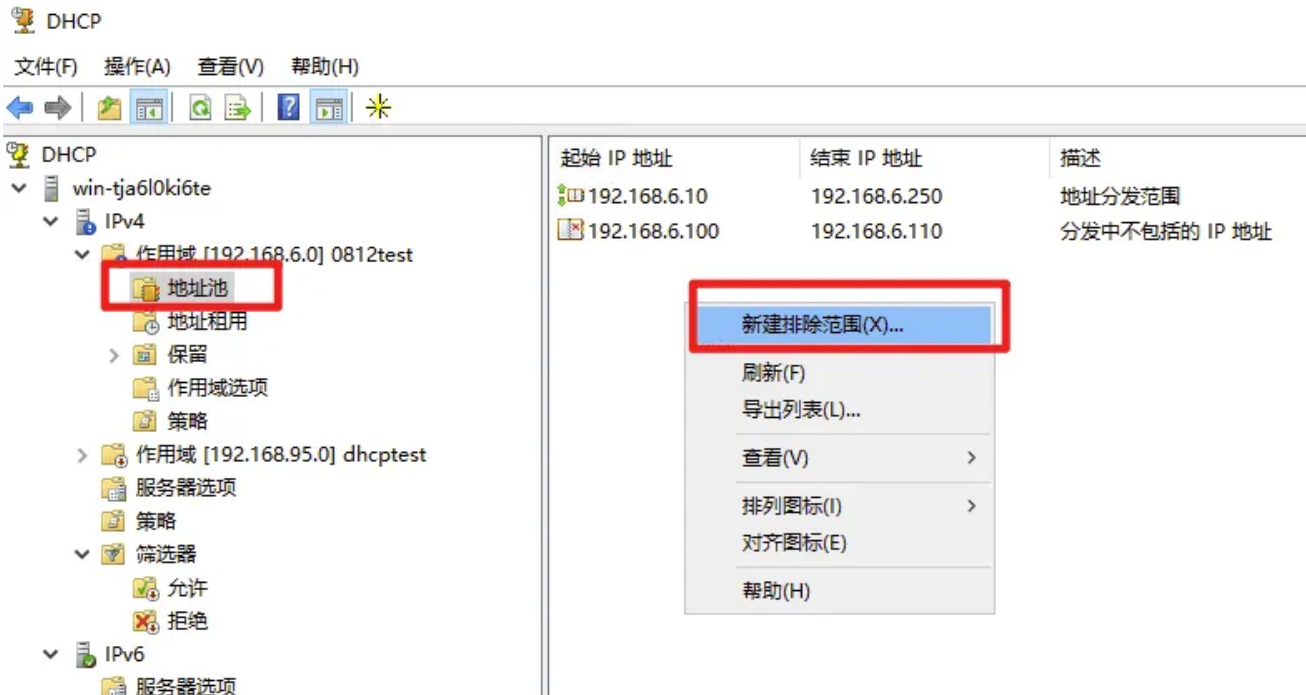 DHCP
文件(F) 操作(A) 查看(V) 帮助(H)
DHCP
win-tja6l0ki6te
IPv4
作用域 [192.168.6.0] 0812test
地址池
地址租用
保留
作用域选项
策略
作用域 [192.168.95.0] dhcptest
服务器选项
策略
筛选器
允许
拒绝
IPv6
服务器选项
起始 IP 地址 结束 IP 地址 描述
192.168.6.10 192.168.6.250 地址分发范围
192.168.6.100 192.168.6.110 分发中不包括的 IP 地址
新建排除范围(X)...
刷新(F)
导出列表(L)...
查看(V)
排列图标(I)
对齐图标(E)
帮助(H)